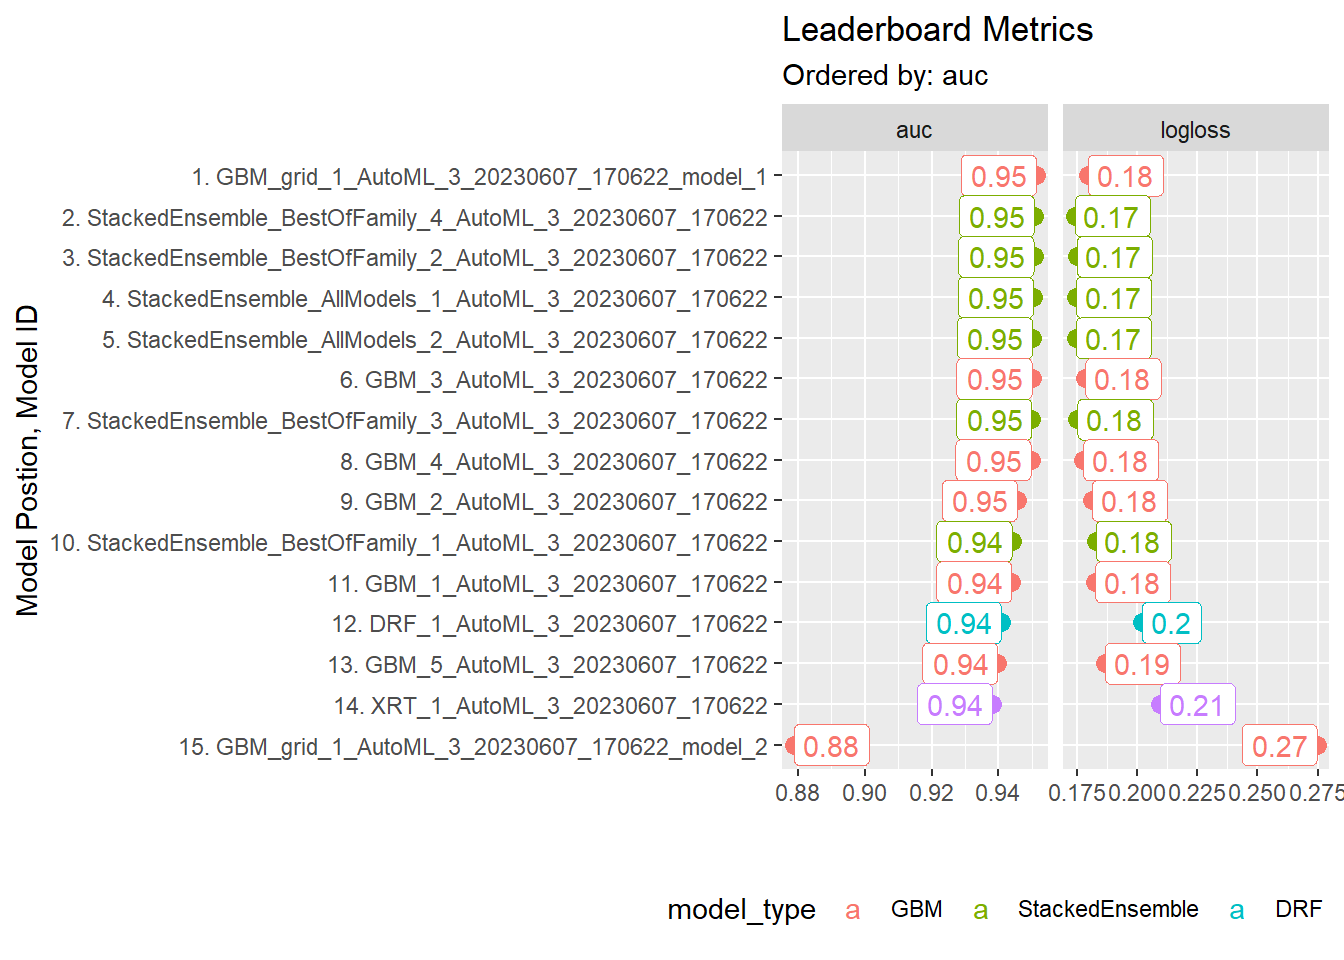 Leaderboard Metrics
Ordered by: auc
auc logloss
Model Postion, Model ID
1. GBM_grid_1_AutoML_3_20230607_170622_model_1 0.95 0.18
2. StackedEnsemble_BestOfFamily_4_AutoML_3_20230607_170622 0.95 0.17
3. StackedEnsemble_BestOfFamily_2_AutoML_3_20230607_170622 0.95 0.17
4. StackedEnsemble_AllModels_1_AutoML_3_20230607_170622 0.95 0.17
5. StackedEnsemble_AllModels_2_AutoML_3_20230607_170622 0.95 0.17
6. GBM_3_AutoML_3_20230607_170622 0.95 0.18
7. StackedEnsemble_BestOfFamily_3_AutoML_3_20230607_170622 0.95 0.18
8. GBM_4_AutoML_3_20230607_170622 0.95 0.18
9. GBM_2_AutoML_3_20230607_170622 0.95 0.18
10. StackedEnsemble_BestOfFamily_1_AutoML_3_20230607_170622 0.94 0.18
11. GBM_1_AutoML_3_20230607_170622 0.94 0.18
12. DRF_1_AutoML_3_20230607_170622 0.94 0.2
13. GBM_5_AutoML_3_20230607_170622 0.94 0.19
14. XRT_1_AutoML_3_20230607_170622 0.94 0.21
15. GBM_grid_1_AutoML_3_20230607_170622_model_2 0.88 0.27
0.88 0.90 0.92 0.94 0.175 0.200 0.225 0.250 0.275
model_type a GBM a StackedEnsemble a DRF